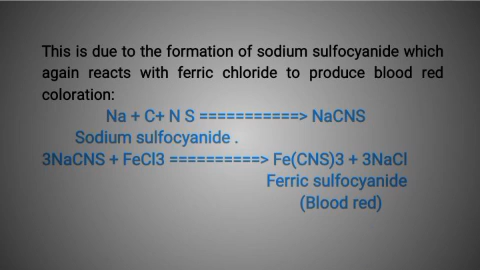 This is due to the formation of sodium sulfocyanide which
again reacts with ferric chloride to produce blood red
coloration:
Na + C+ N S ===========> NaCNS
Sodium sulfocyanide .
3NaCNS + FeCl3 ==========> Fe(CNS)3 + 3NaCl
Ferric sulfocyanide
(Blood red)